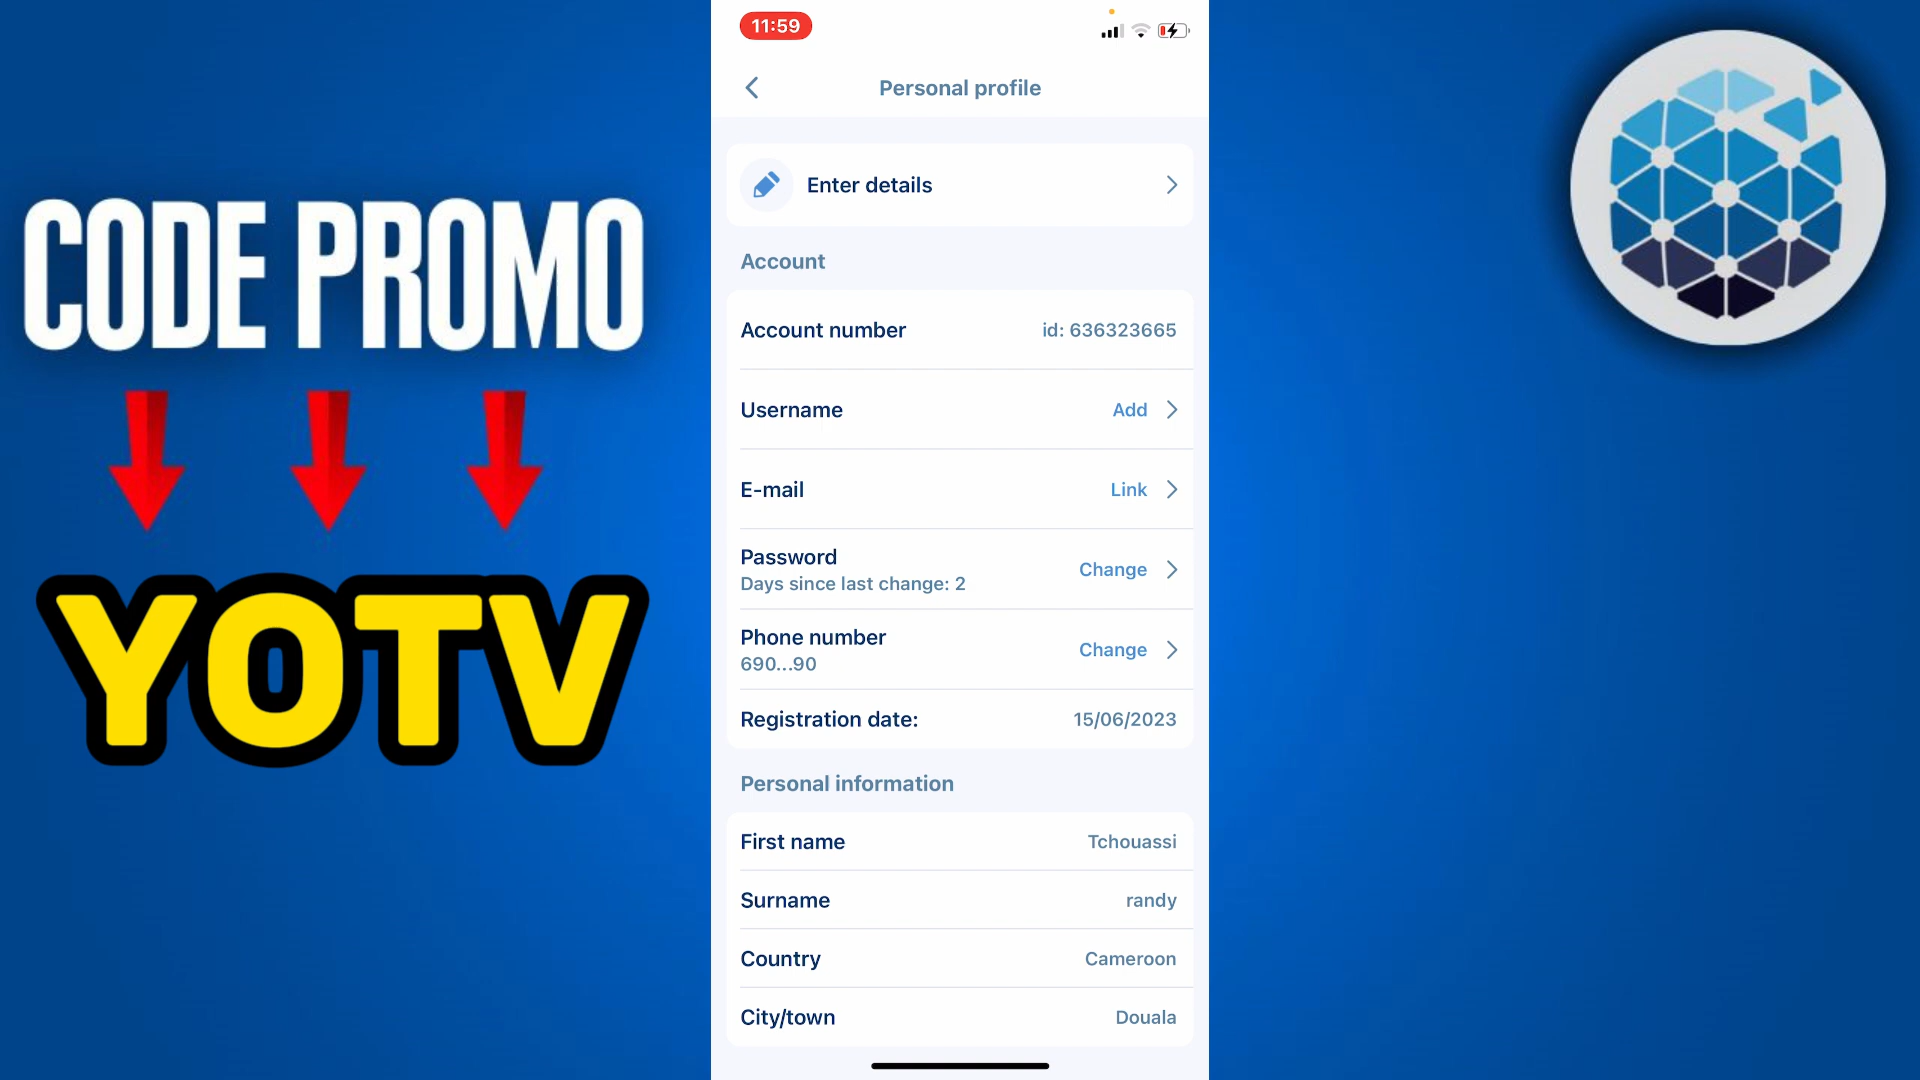 CODE PROMO
YOTV
11:59
Personal profile
Enter details
Account
Account number id: 636323665
Username Add
E-mail Link
Password
Days since last change: 2 Change
Phone number
690...90 Change
Registration date: 15/06/2023
Personal information
First name Tchouassi
Surname randy
Country Cameroon
City/town Douala